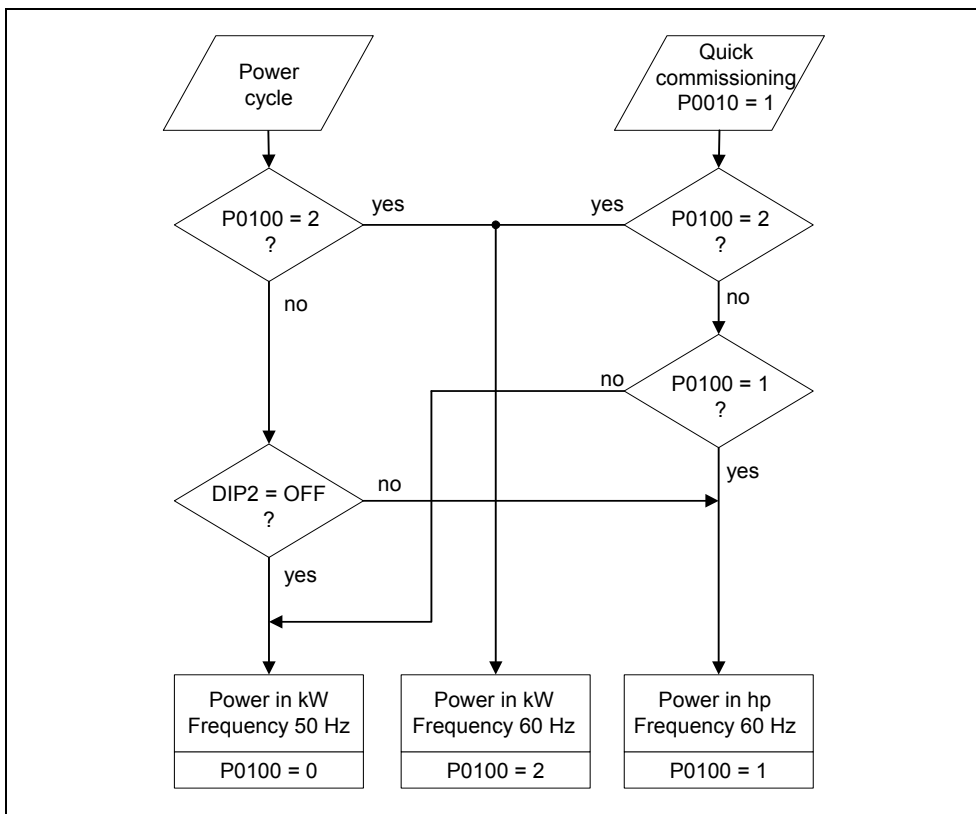 Power
cycle
Quick
commissioning
P0010 = 1
P0100 = 2
?
yes
yes
P0100 = 2
?
no
no
no
P0100 = 1
?
yes
DIP2 = OFF
?
no
yes
Power in kW
Frequency 50 Hz
P0100 = 0
Power in kW
Frequency 60 Hz
P0100 = 2
Power in hp
Frequency 60 Hz
P0100 = 1